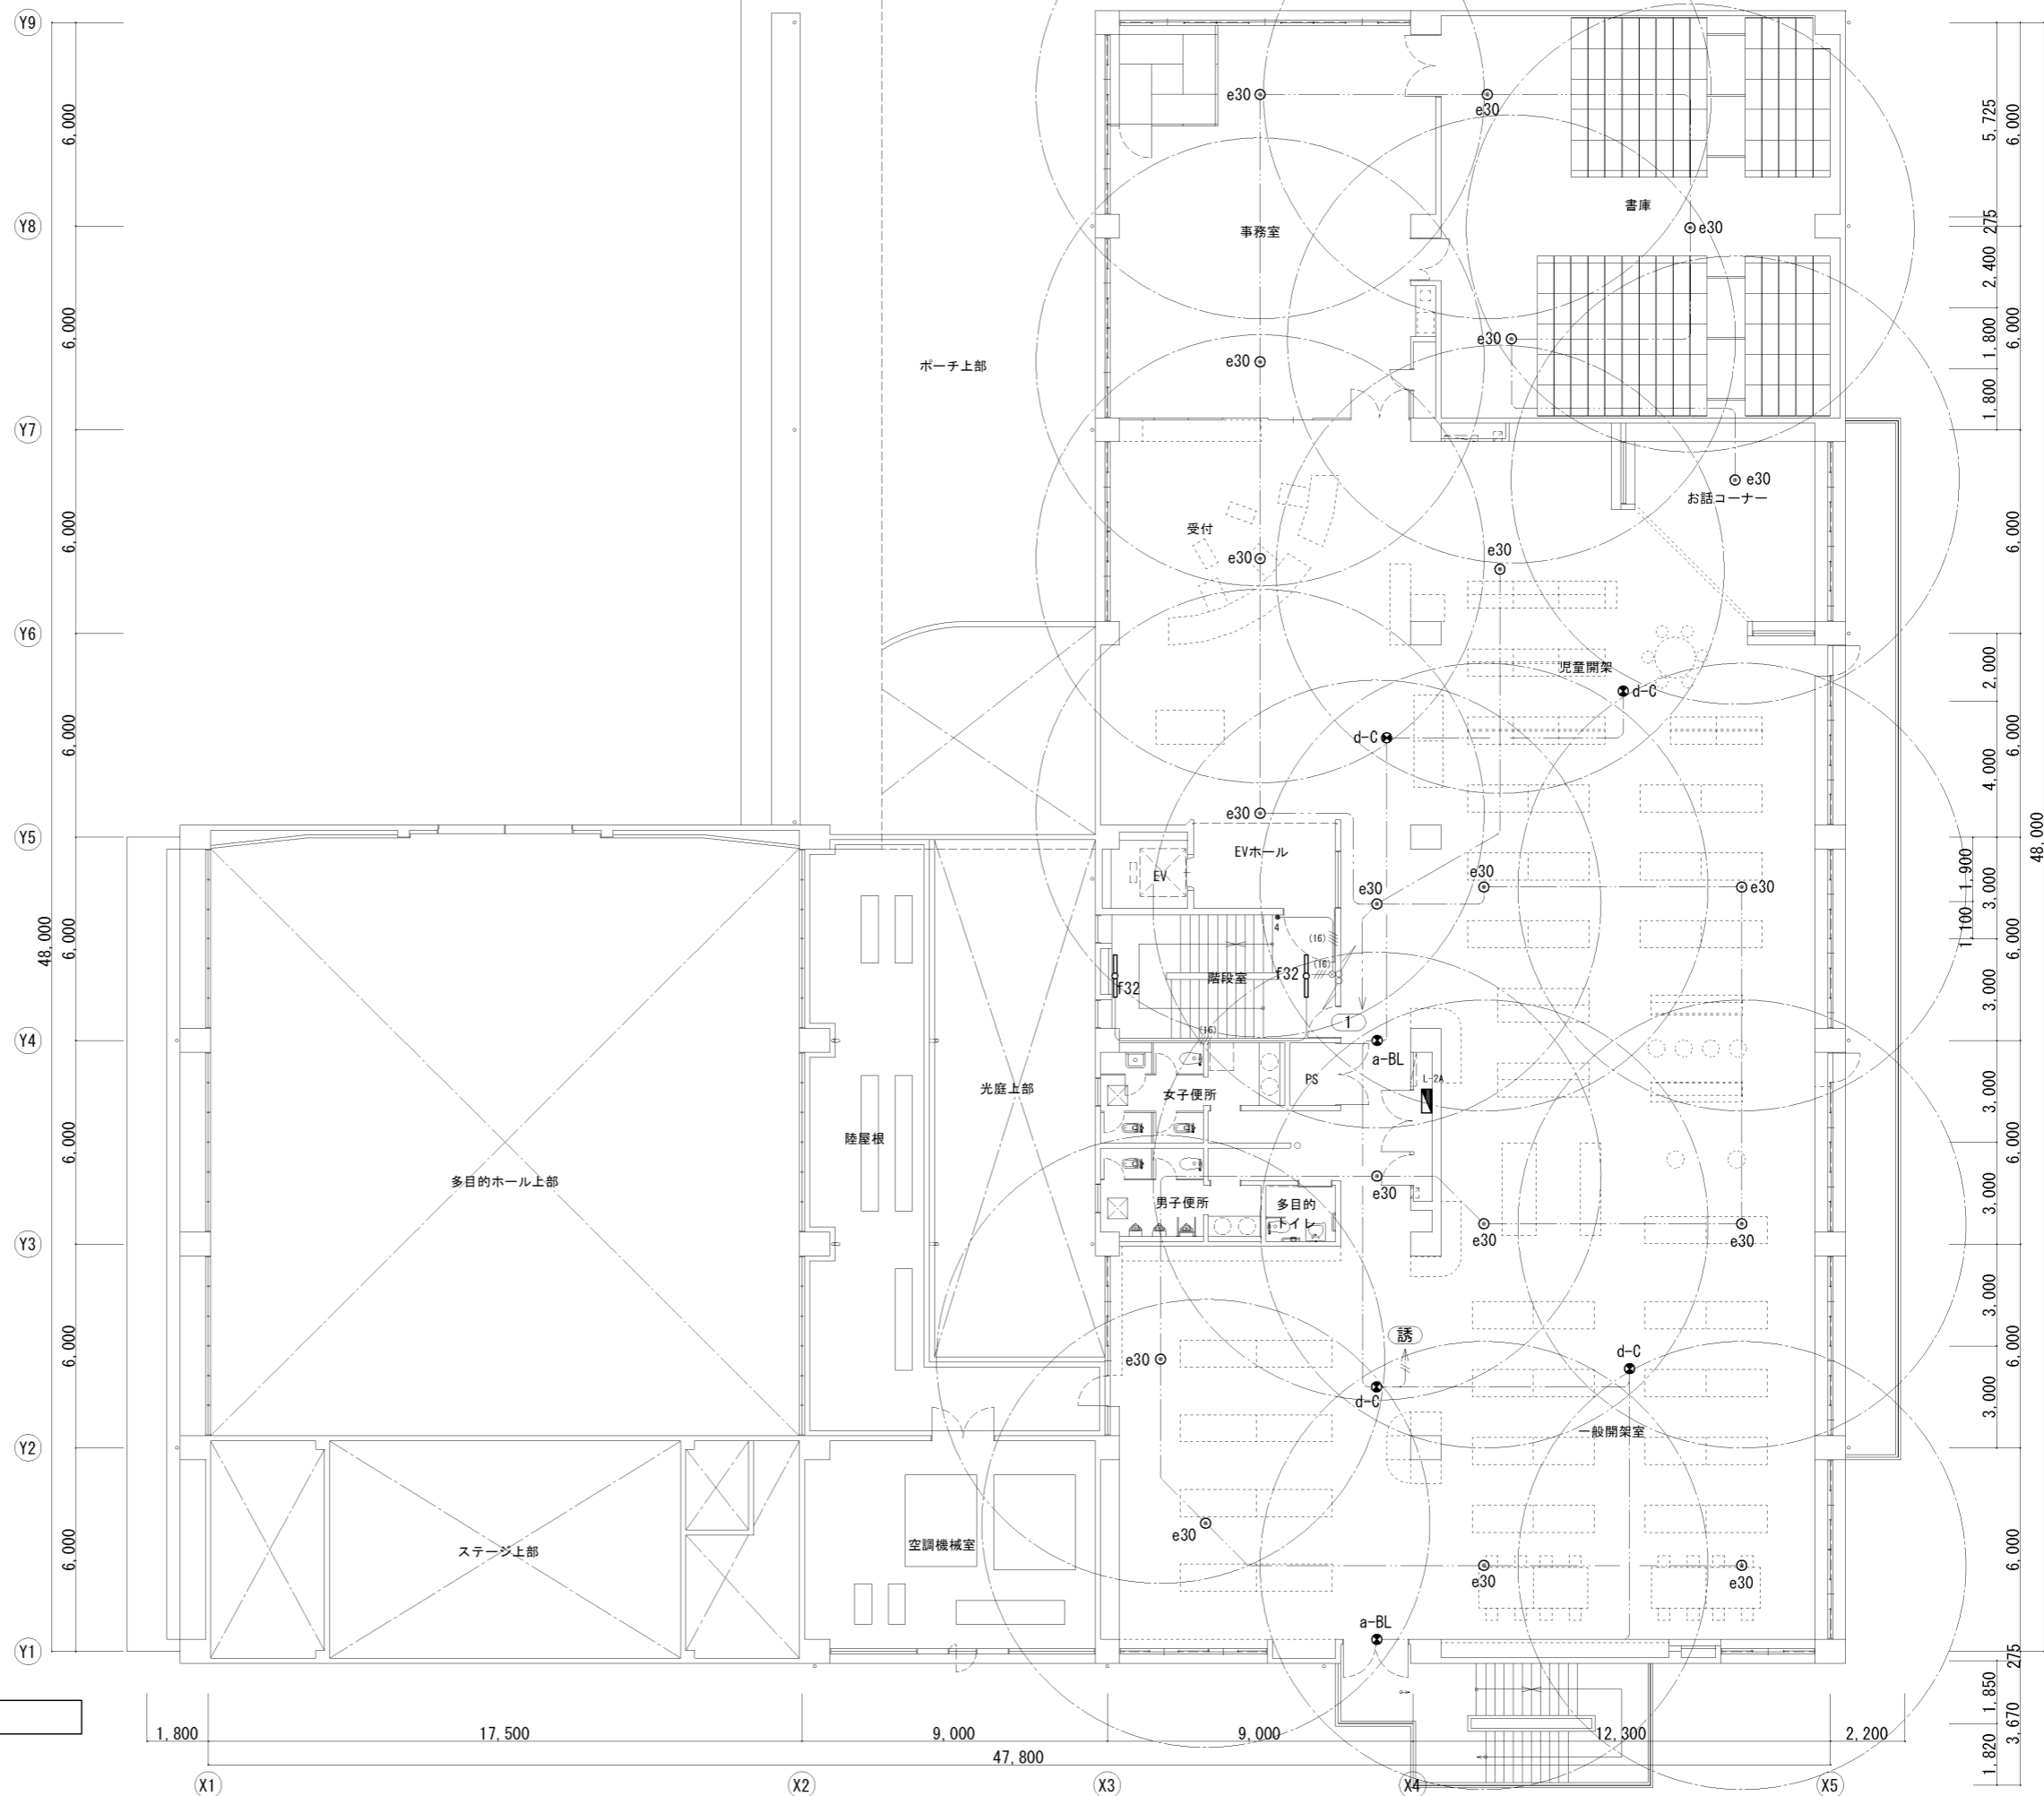 Y9
Y8
Y7
Y6
Y5
Y4
Y3
Y2
Y1
6,000
6,000
6,000
6,000
6,000
6,000
6,000
6,000
48,000
e30
e30
書庫
事務室
e30
e30
ポーチ上部
e30
e30
お話コーナー
受付
e30
e30
児童開架
d-C
d-C
e30
EVホール
EV
e30
e30
e30
4
(16)
(16)
階段室
f32
f32
(16)
1
a-BL
L-2A
PS
女子便所
光庭上部
陸屋根
多目的ホール上部
男子便所
多目的
トイレ
e30
e30
e30
誘
e30
d-C
d-C
一般開架室
e30
空調機械室
ステージ上部
e30
e30
a-BL
5,725
6,000
275
2,400
1,800
6,000
1,800
6,000
2,000
4,000
6,000
1,900
3,000
1,100
6,000
3,000
3,000
6,000
3,000
3,000
6,000
3,000
6,000
48,000
275
1,850
3,670
1,820
1,800
17,500
9,000
9,000
12,300
2,200
47,800
X1
X2
X3
X4
X5